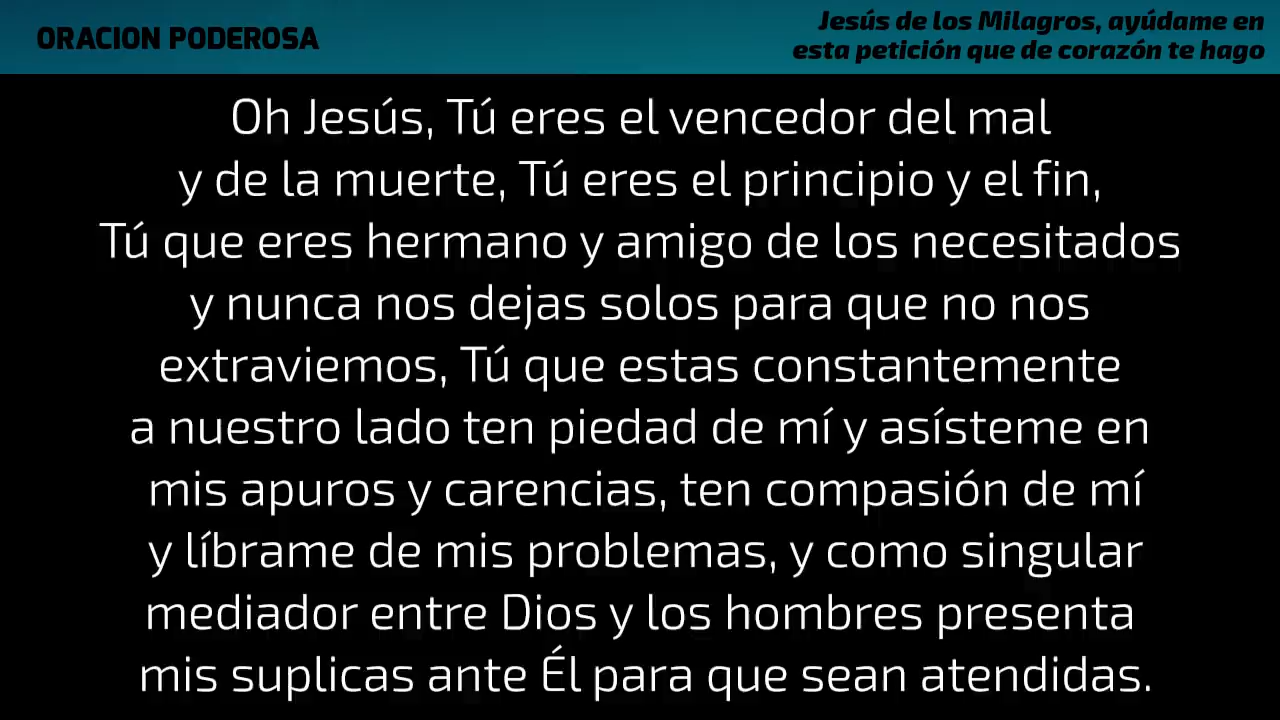 ORACION PODEROSA
Jesús de los Milagros, ayúdame en
esta petición que de corazón te hago
Oh Jesús, Tú eres el vencedor del mal
y de la muerte, Tú eres el principio y el fin,
Tú que eres hermano y amigo de los necesitados
y nunca nos dejas solos para que no nos
extraviemos, Tú que estas constantemente
a nuestro lado ten piedad de mí y asísteme en
mis apuros y carencias, ten compasión de mí
y líbrame de mis problemas, y como singular
mediador entre Dios y los hombres presenta
mis suplicas ante Él para que sean atendidas.